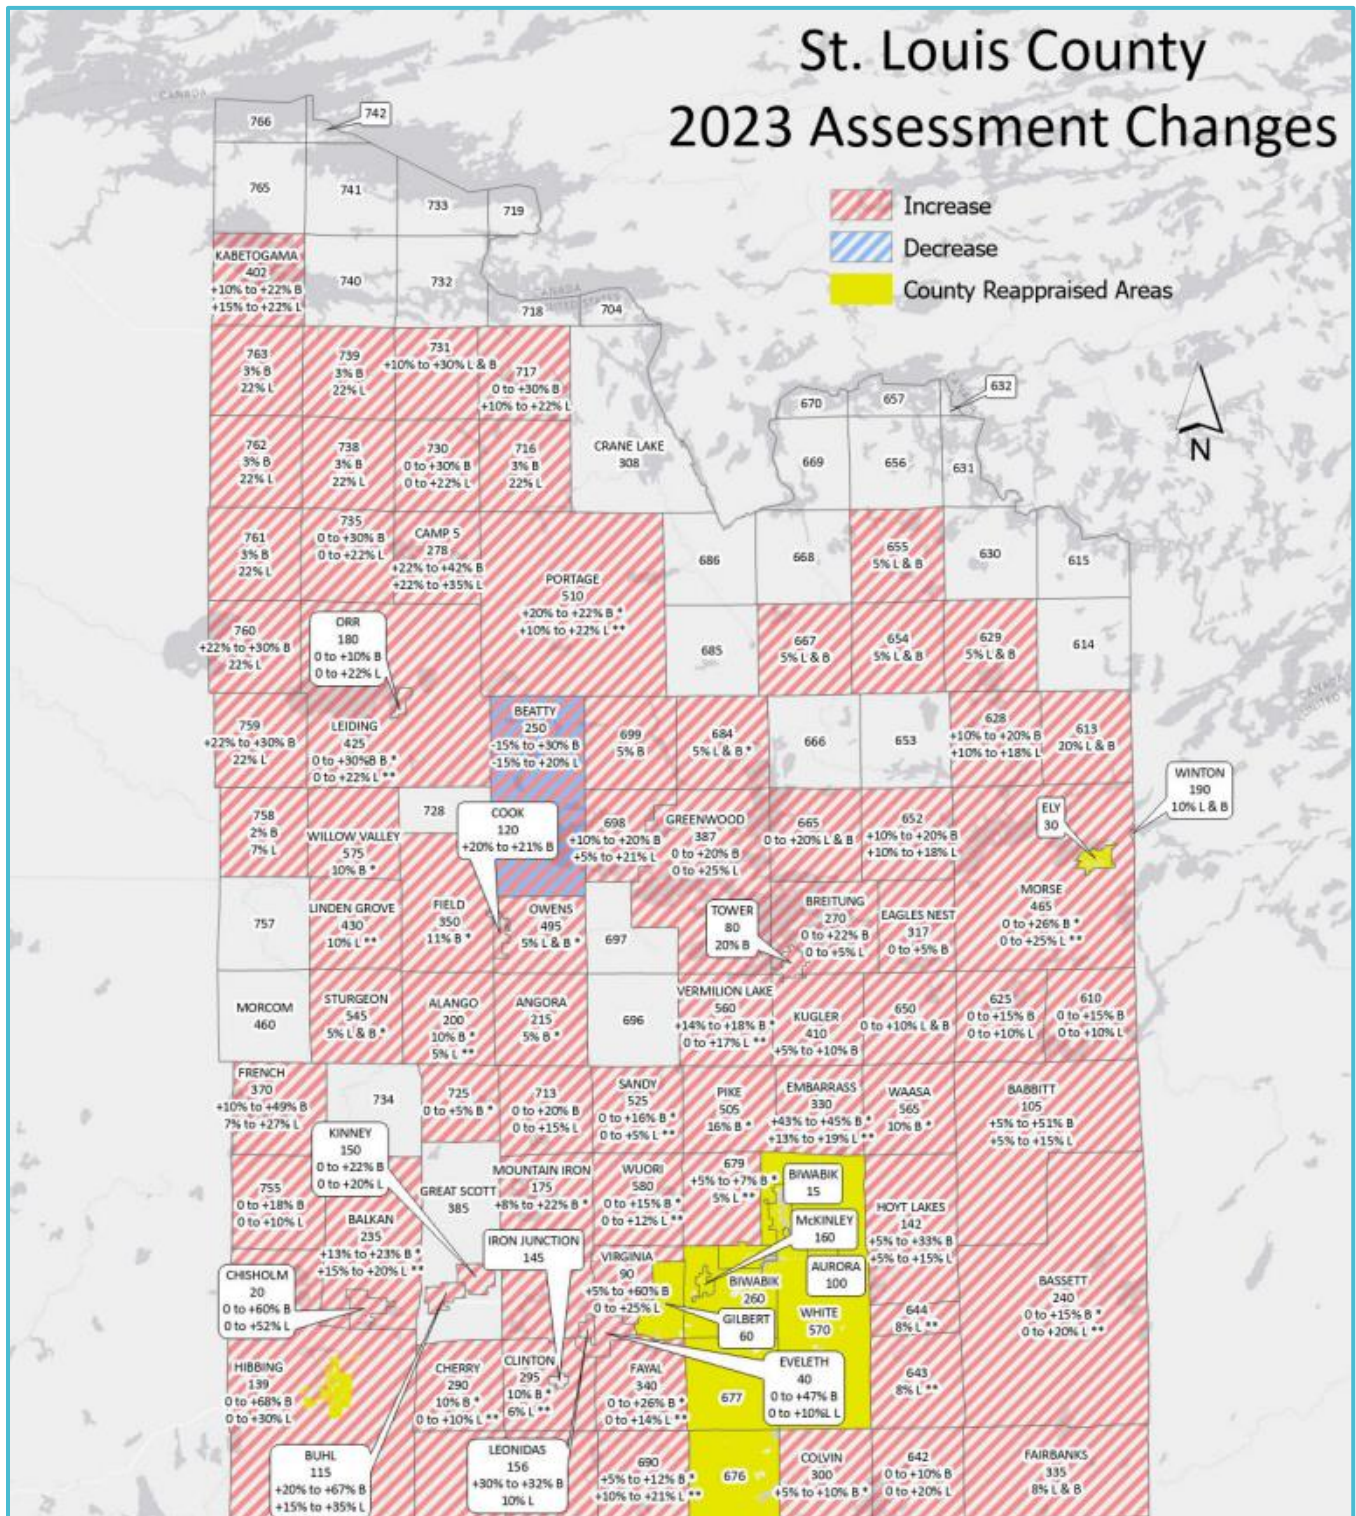 St. Louis County
2023 Assessment Changes
Increase
Decrease
County Reappraised Areas
N
CANADA
766
742
765
741
733
719
KABETOGAMA
402
+10% to +22% B
+15% to +22% L
740
732
718
704
763
3% B
22% L
739
3% B
22% L
731
+10% to +30% L & B
717
0 to +30% B
+10% to +22% L
CRANE LAKE
308
670
657
632
669
656
631
762
3% B
22% L
738
3% B
22% L
730
0 to +30% B
0 to +22% L
716
3% B
22% L
761
3% B
22% L
735
0 to +30% B
0 to +22% L
CAMP 5
278
+22% to +42% B
+22% to +35% L
PORTAGE
510
+20% to +22% B *
+10% to +22% L **
686
668
655
5% L & B
630
615
760
+22% to +30% B
22% L
ORR
180
0 to +10% B
0 to +22% L
685
667
5% L & B
654
5% L & B
629
5% L & B
614
759
+22% to +30% B
22% L
LEIDING
425
0 to +30%B B *
0 to +22% L **
BEATTY
250
-15% to +30% B
-15% to +20% L
699
5% B
684
5% L & B *
666
653
628
+10% to +20% B
+10% to +18% L
613
20% L & B
WINTON
190
10% L & B
758
2% B
7% L
WILLOW VALLEY
575
10% B *
728
COOK
120
+20% to +21% B
698
+10% to +20% B
+5% to +21% L
GREENWOOD
387
0 to +20% B
0 to +25% L
665
0 to +20% L & B
652
+10% to +20% B
+10% to +18% L
ELY
30
MORSE
465
0 to +26% B *
0 to +25% L **
757
LINDEN GROVE
430
10% L **
FIELD
350
11% B *
OWENS
495
5% L & B *
697
TOWER
80
20% B
BREITUNG
270
0 to +22% B
0 to +5% L
EAGLES NEST
317
0 to +5% B
MORCOM
460
STURGEON
545
5% L & B *
ALANGO
200
10% B *
5% L **
ANGORA
215
5% B *
696
VERMILION LAKE
560
+14% to +18% B *
0 to +17% L **
KUGLER
410
+5% to +10% B
650
0 to +10% L & B
625
0 to +15% B
0 to +10% L
610
0 to +15% B
0 to +10% L
FRENCH
370
+10% to +49% B
7% to +27% L
734
725
0 to +5% B *
713
0 to +20% B
0 to +15% L
SANDY
525
0 to +16% B *
0 to +5% L **
PIKE
505
16% B *
EMBARRASS
330
+43% to +45% B *
+13% to +19% L **
WAASA
565
10% B *
BABBITT
105
+5% to +51% B
+5% to +15% L
KINNEY
150
0 to +22% B
0 to +20% L
755
0 to +18% B
0 to +10% L
BALKAN
235
+13% to +23% B *
+15% to +20% L **
GREAT SCOTT
385
MOUNTAIN IRON
175
+8% to +22% B *
WUORI
580
0 to +15% B *
0 to +12% L **
679
+5% to +7% B *
5% L **
BIWABIK
15
McKINLEY
160
HOYT LAKES
142
+5% to +33% B
+5% to +15% L
IRON JUNCTION
145
CHISHOLM
20
0 to +60% B
0 to +52% L
VIRGINIA
90
+5% to +60% B
0 to +25% L
BIWABIK
260
AURORA
100
GILBERT
60
WHITE
570
644
8% L **
BASSETT
240
0 to +15% B *
0 to +20% L **
HIBBING
139
0 to +68% B
0 to +30% L
CHERRY
290
10% B *
0 to +10% L **
CLINTON
295
10% B *
6% L **
FAYAL
340
0 to +26% B *
0 to +14% L **
677
EVELETH
40
0 to +47% B
0 to +10%L L
643
8% L **
BUHL
115
+20% to +67% B
+15% to +35% L
LEONIDAS
156
+30% to +32% B
10% L
690
+5% to +12% B *
+10% to +21% L **
676
COLVIN
300
+5% to +10% B *
642
0 to +10% B
0 to +20% L
FAIRBANKS
335
8% L & B